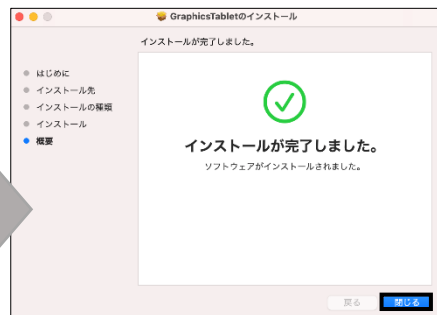 GraphicsTabletのインストール
インストールが完了しました。
はじめに
インストール先
インストールの種類
インストール
概要
インストールが完了しました。
ソフトウェアがインストールされました。
戻る
閉じる